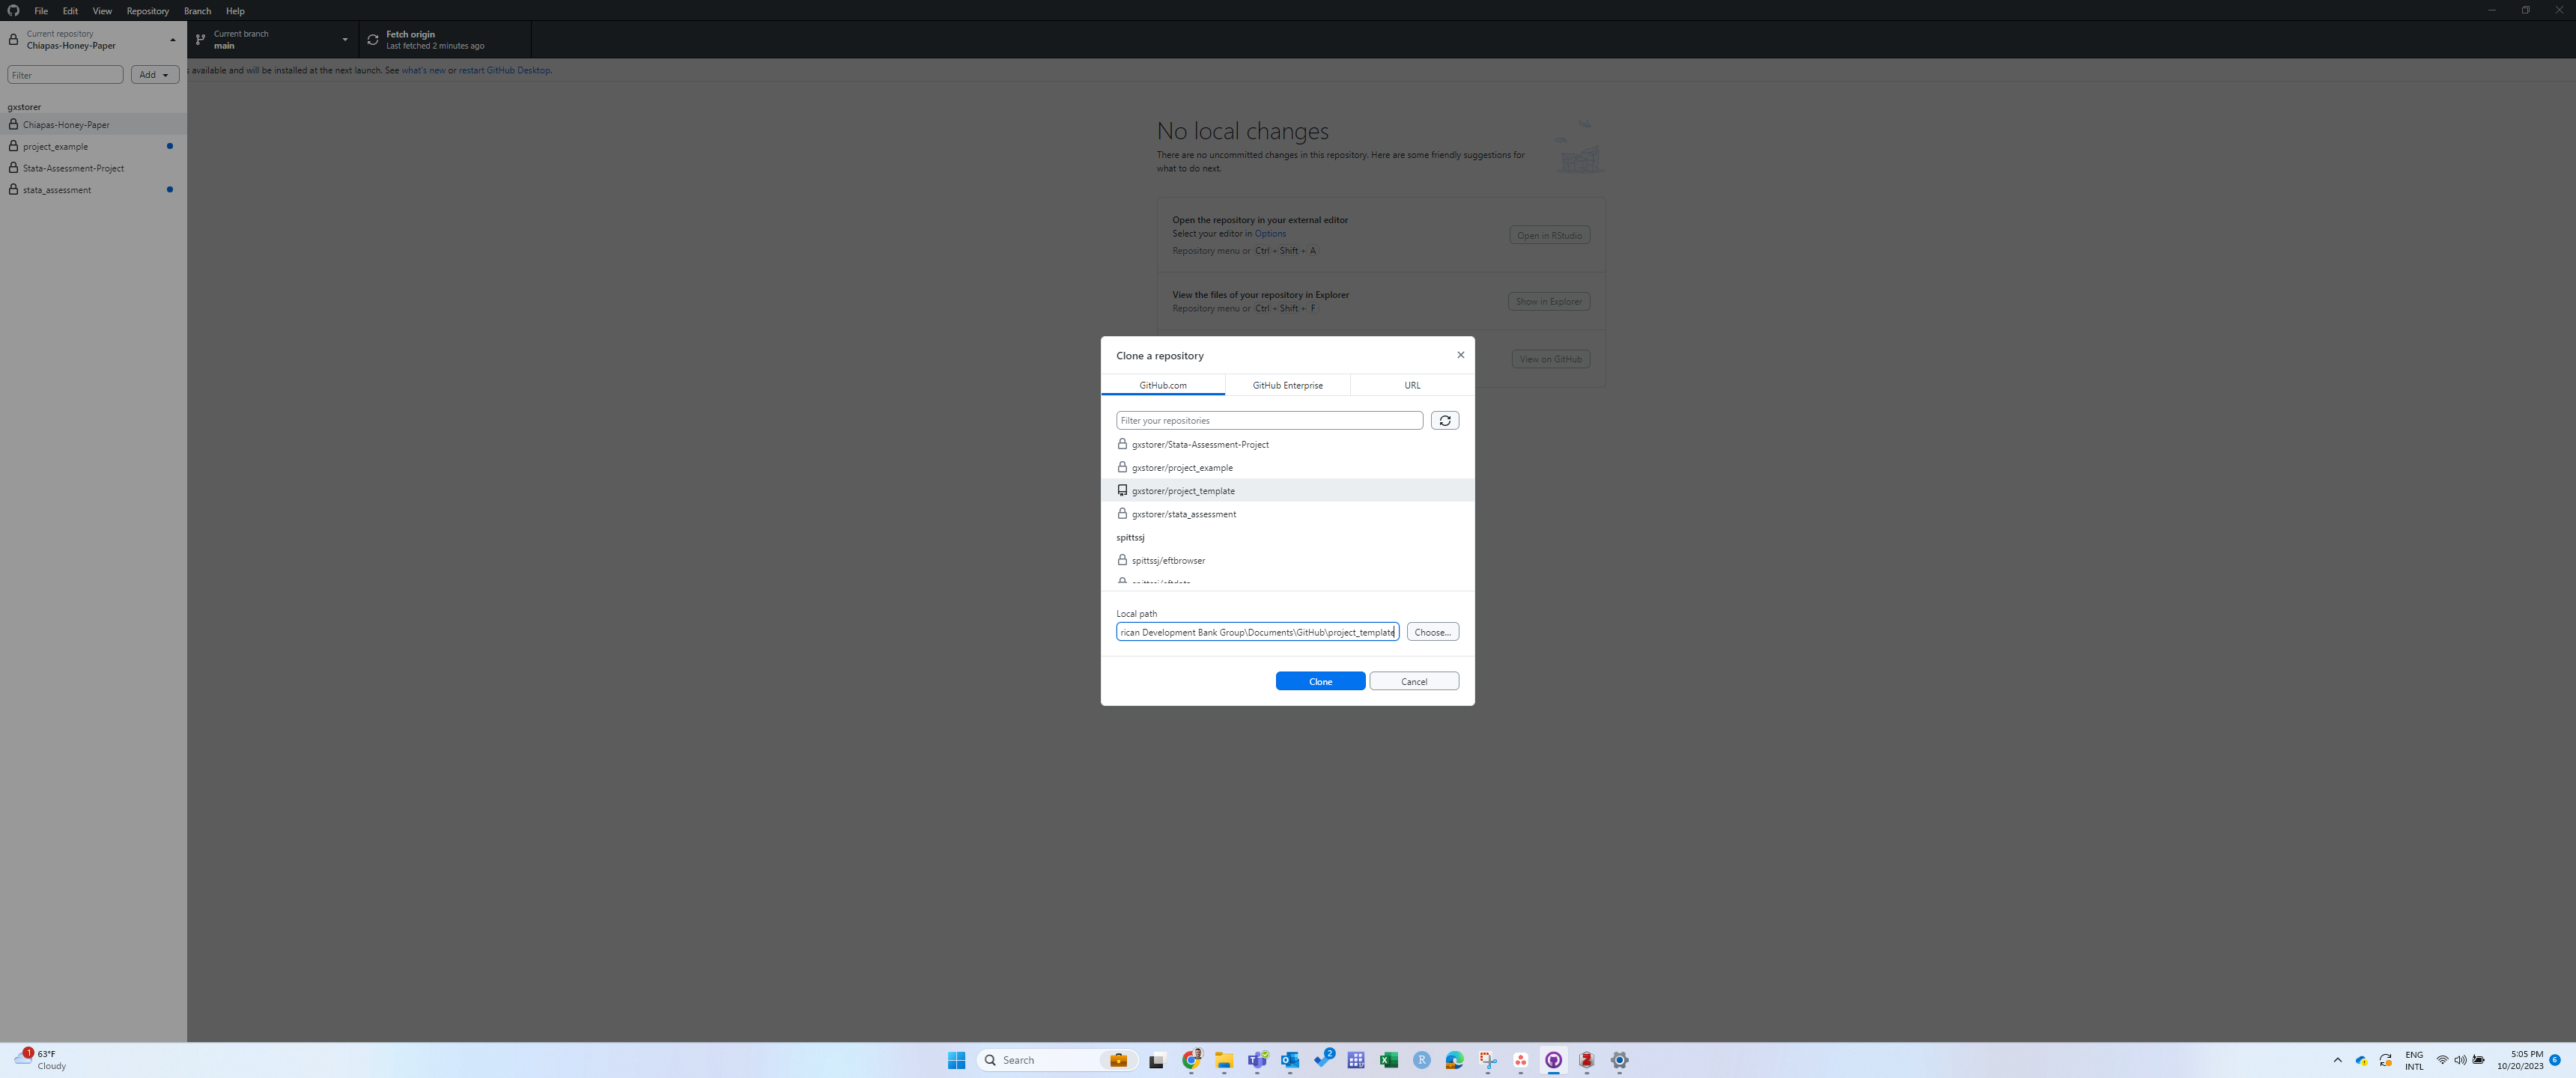 File Edit View Repository Branch Help
Current repository
Chiapas-Honey-Paper
Current branch
main
Fetch origin
Last fetched 2 minutes ago
Filter
Add
available and will be installed at the next launch. See what's new or restart GitHub Desktop.
gxstorer
Chiapas-Honey-Paper
project_example
Stata-Assessment-Project
stata_assessment
No local changes
There are no uncommitted changes in this repository. Here are some friendly suggestions for
what to do next.
Open the repository in your external editor
Select your editor in Options
Repository menu or Ctrl + Shift + A
Open in RStudio
View the files of your repository in Explorer
Repository menu or Ctrl + Shift + F
Show in Explorer
View on GitHub
Clone a repository
GitHub.com
GitHub Enterprise
URL
Filter your repositories
gxstorer/Stata-Assessment-Project
gxstorer/project_example
gxstorer/project_template
gxstorer/stata_assessment
spittssj
spittssj/eftbrowser
Local path
rican Development Bank Group\Documents\GitHub\project_template
Choose...
Clone
Cancel
1
63°F
Cloudy
Search
2
ENG
INTL
5:05 PM
10/20/2023
6